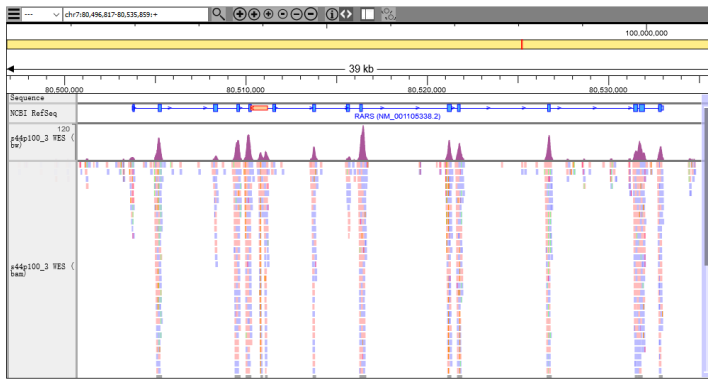 --- chr7:80,496,817-80,535,859:+
100,000,000
39 kb
80,500,000 80,510,000 80,520,000 80,530,000
Sequence
NCBI RefSeq
RARS (NM_001105338.2)
120
s44p100_3 WES (
bw)
s44p100_3 WES (
bam)